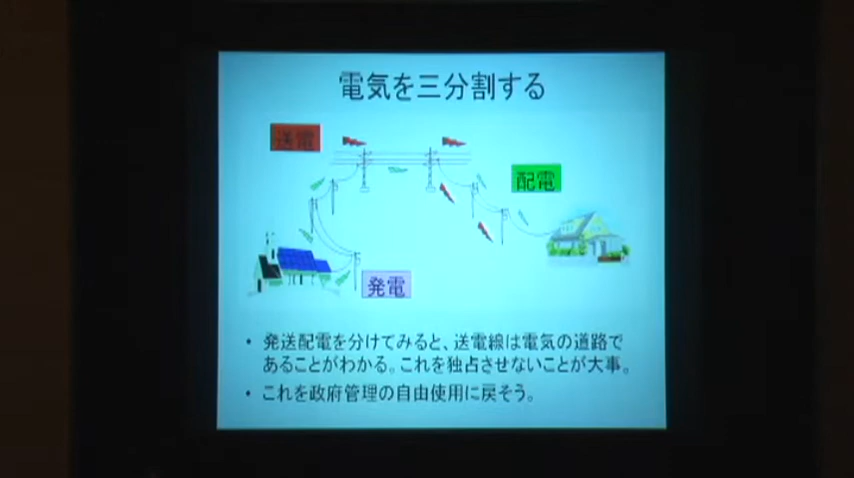 電気を三分割する
送電
配電
発電
• 発送配電を分けてみると、送電線は電気の道路で
あることがわかる。これを独占させないことが大事。
• これを政府管理の自由使用に戻そう。